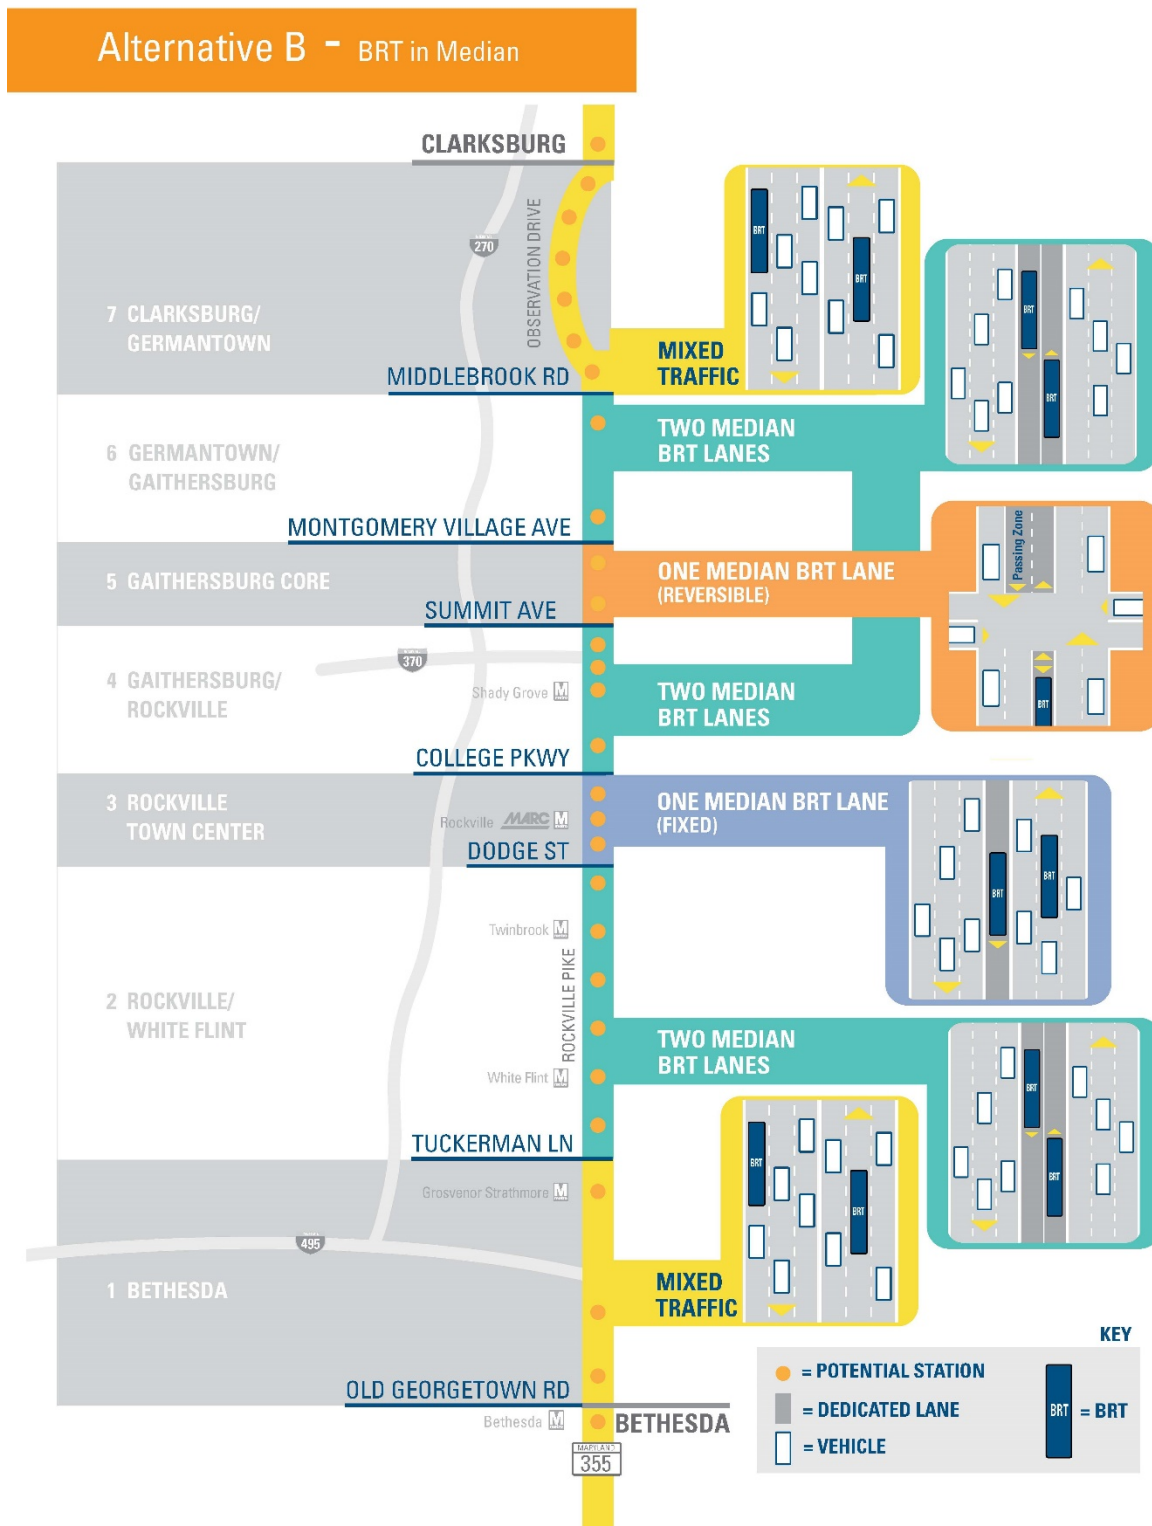 Alternative B - BRT in Median
CLARKSBURG
270
OBSERVATION DRIVE
7 CLARKSBURG/
GERMANTOWN
MIDDLEBROOK RD
MIXED
TRAFFIC
BRT
BRT
6 GERMANTOWN/
GAITHERSBURG
TWO MEDIAN
BRT LANES
BRT
BRT
MONTGOMERY VILLAGE AVE
5 GAITHERSBURG CORE
ONE MEDIAN BRT LANE
(REVERSIBLE)
Passing Zone
BRT
SUMMIT AVE
370
4 GAITHERSBURG/
ROCKVILLE
Shady Grove M
TWO MEDIAN
BRT LANES
COLLEGE PKWY
3 ROCKVILLE
TOWN CENTER
Rockville MARC M
ONE MEDIAN BRT LANE
(FIXED)
BRT
BRT
DODGE ST
Twinbrook M
ROCKVILLE PIKE
2 ROCKVILLE/
WHITE FLINT
White Flint M
TWO MEDIAN
BRT LANES
BRT
BRT
TUCKERMAN LN
Grosvenor Strathmore M
495
1 BETHESDA
MIXED
TRAFFIC
BRT
BRT
OLD GEORGETOWN RD
Bethesda M
BETHESDA
MARYLAND
355
KEY
= POTENTIAL STATION
= DEDICATED LANE
= VEHICLE
BRT = BRT